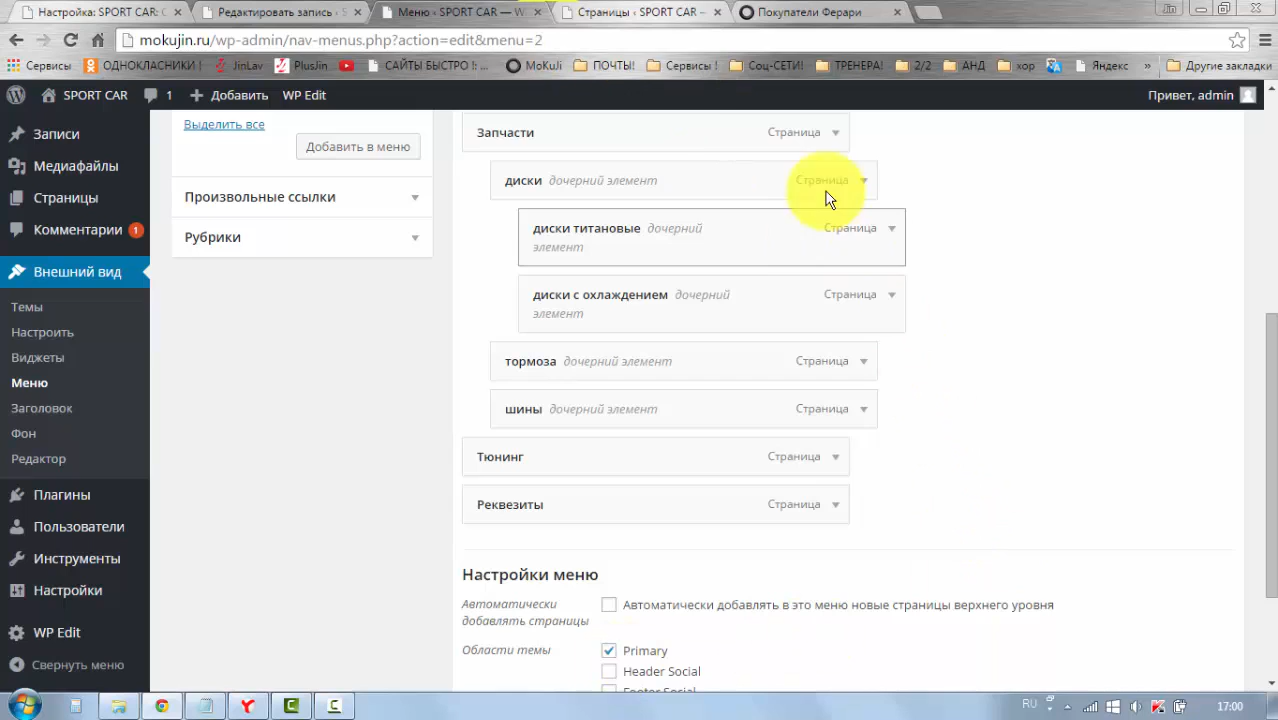 Настройка: SPORT CAR: С
Редактировать запись ‹ S
Меню ‹ SPORT CAR — W
Страницы ‹ SPORT CAR —
Покупатели Ферари
Jin
mokujin.ru/wp-admin/nav-menus.php?action=edit&menu=2
Сервисы
ОДНОКЛАСНИКИ !
JinLav
PlusJin
САЙТЫ БЫСТРО !: ...
MoKuJi
ПОЧТЫ!
Сервисы !
Соц-СЕТИ!
ТРЕНЕРА!
2/2
АНД
хор
Яндекс
»
Другие закладки
SPORT CAR
1
Добавить
WP Edit
Привет, admin
Записи
Медиафайлы
Страницы
Комментарии 1
Внешний вид
Темы
Настроить
Виджеты
Меню
Заголовок
Фон
Редактор
Плагины
Пользователи
Инструменты
Настройки
WP Edit
Свернуть меню
Выделить все
Добавить в меню
Произвольные ссылки
Рубрики
Запчасти Страница
диски дочерний элемент Страница
диски титановые дочерний Страница
элемент
диски с охлаждением дочерний Страница
элемент
тормоза дочерний элемент Страница
шины дочерний элемент Страница
Тюнинг Страница
Реквезиты Страница
Настройки меню
Автоматически
добавлять страницы
Автоматически добавлять в это меню новые страницы верхнего уровня
Области темы
Primary
Header Social
Footer Social
RU
17:00